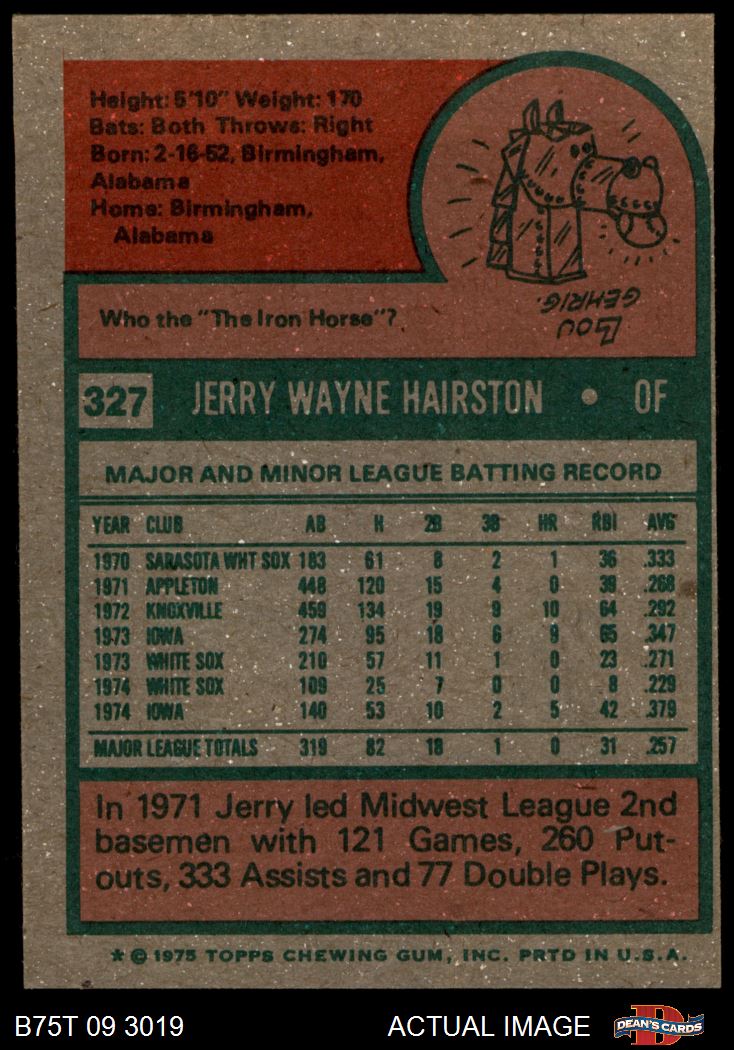 Height: 5'10" Weight: 170
Bats: Both Throws: Right
Born: 2-16-52, Birmingham,
Alabama
Home: Birmingham,
Alabama
Who the "The Iron Horse"?
LOU
GEHRIG.
327 JERRY WAYNE HAIRSTON • OF
MAJOR AND MINOR LEAGUE BATTING RECORD
YEAR CLUB AB H 2B 3B HR RBI AVG
1970 SARASOTA WHT SOX 183 61 8 2 1 36 .333
1971 APPLETON 448 120 15 4 0 39 .268
1972 KNOXVILLE 459 134 19 9 10 64 .292
1973 IOWA 274 95 18 6 9 65 .347
1973 WHITE SOX 210 57 11 1 0 23 .271
1974 WHITE SOX 109 25 7 0 0 8 .229
1974 IOWA 140 53 10 2 5 42 .379
MAJOR LEAGUE TOTALS 319 82 18 1 0 31 .257
In 1971 Jerry led Midwest League 2nd
basemen with 121 Games, 260 Put-
outs, 333 Assists and 77 Double Plays.
* © 1975 TOPPS CHEWING GUM, INC. PRTD IN U.S.A.
B75T 09 3019 ACTUAL IMAGE D DEAN'S CARDS